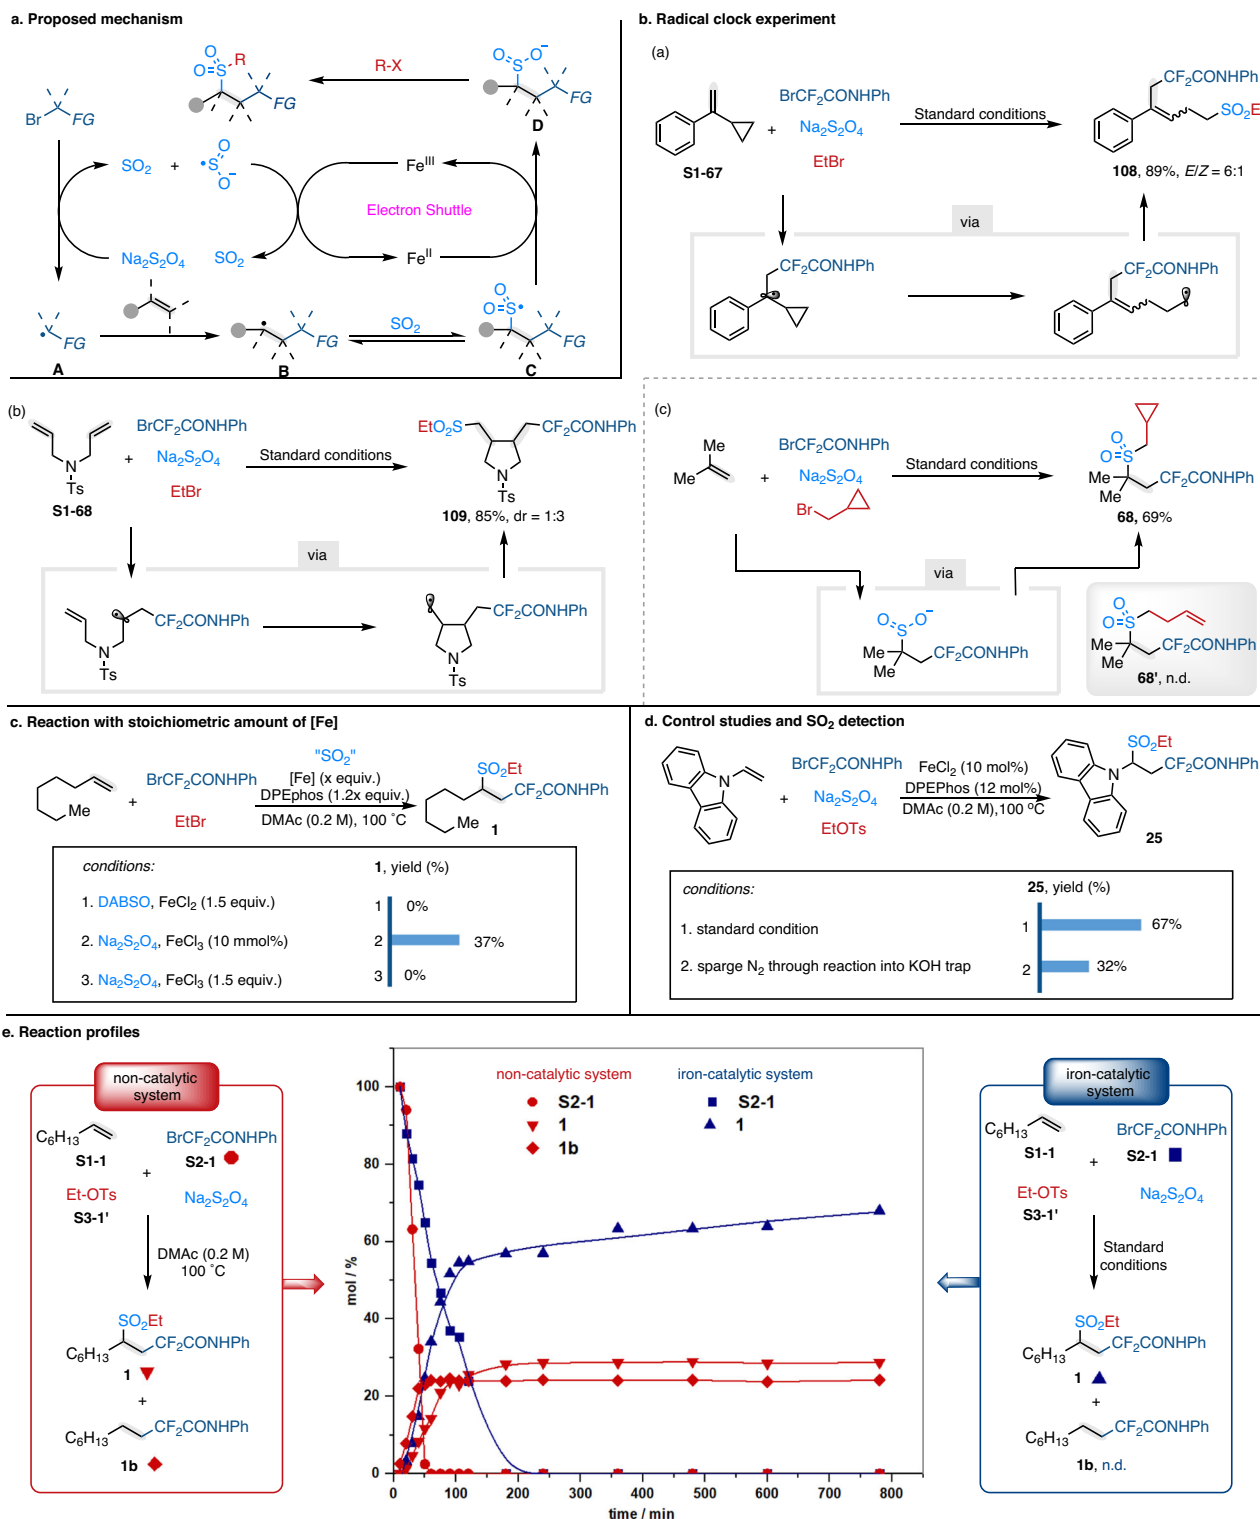 a. Proposed mechanism
Br
FG
O
O
S
R
FG
R-X
O
S
O⁻
FG
D
SO₂ + •S O O⁻
Fe^III
Electron Shuttle
Na₂S₂O₄
SO₂
Fe^II
•
FG
A
•
FG
B
SO₂
O
O
S•
FG
C
b. Radical clock experiment
(a)
S1-67
+
BrCF₂CONHPh
Na₂S₂O₄
EtBr
Standard conditions
CF₂CONHPh
SO₂Et
108, 89%, E/Z = 6:1
via
CF₂CONHPh
CF₂CONHPh
(b)
N
Ts
S1-68
+
BrCF₂CONHPh
Na₂S₂O₄
EtBr
Standard conditions
EtO₂S
CF₂CONHPh
N
Ts
109, 85%, dr = 1:3
via
N
Ts
CF₂CONHPh
CF₂CONHPh
N
Ts
(c)
Me
Me
+
BrCF₂CONHPh
Na₂S₂O₄
Br
Standard conditions
O
O
S
Me
Me
CF₂CONHPh
68, 69%
via
O
S
O⁻
Me
Me
CF₂CONHPh
O
O
S
Me
Me
CF₂CONHPh
68', n.d.
c. Reaction with stoichiometric amount of [Fe]
Me
+
BrCF₂CONHPh
EtBr
"SO₂"
[Fe] (x equiv.)
DPEphos (1.2x equiv.)
DMAc (0.2 M), 100 ˚C
SO₂Et
CF₂CONHPh
Me
1
conditions:
1, yield (%)
1. DABSO, FeCl₂ (1.5 equiv.)
1 0%
2. Na₂S₂O₄, FeCl₃ (10 mmol%)
2 37%
3. Na₂S₂O₄, FeCl₃ (1.5 equiv.)
3 0%
d. Control studies and SO₂ detection
N
+
BrCF₂CONHPh
Na₂S₂O₄
EtOTs
FeCl₂ (10 mol%)
DPEPhos (12 mol%)
DMAc (0.2 M),100 ºC
SO₂Et
N
CF₂CONHPh
25
conditions:
25, yield (%)
1. standard condition
1 67%
2. sparge N₂ through reaction into KOH trap
2 32%
e. Reaction profiles
non-catalytic
system
C₆H₁₃
S1-1
+
BrCF₂CONHPh
S2-1
Et-OTs
S3-1'
Na₂S₂O₄
DMAc (0.2 M)
100 ˚C
SO₂Et
C₆H₁₃
CF₂CONHPh
1
+
C₆H₁₃
CF₂CONHPh
1b
non-catalytic system
S2-1
1
1b
iron-catalytic system
S2-1
1
mol / %
100
80
60
40
20
0
0 100 200 300 400 500 600 700 800
time / min
iron-catalytic
system
C₆H₁₃
S1-1
+
BrCF₂CONHPh
S2-1
Et-OTs
S3-1'
Na₂S₂O₄
Standard
conditions
SO₂Et
C₆H₁₃
CF₂CONHPh
1
+
C₆H₁₃
CF₂CONHPh
1b, n.d.